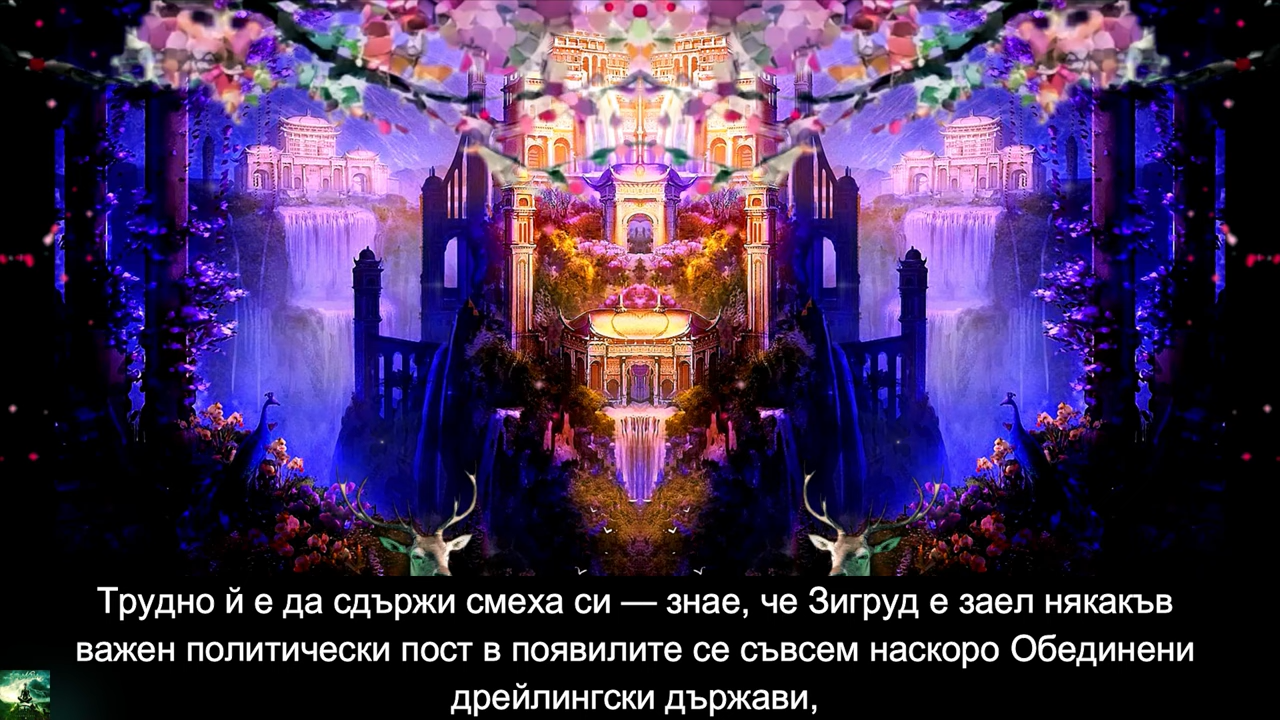 Трудно й е да сдържи смеха си — знае, че Зигруд е заел някакъв
важен политически пост в появилите се съвсем наскоро Обединени
дрейлингски държави,